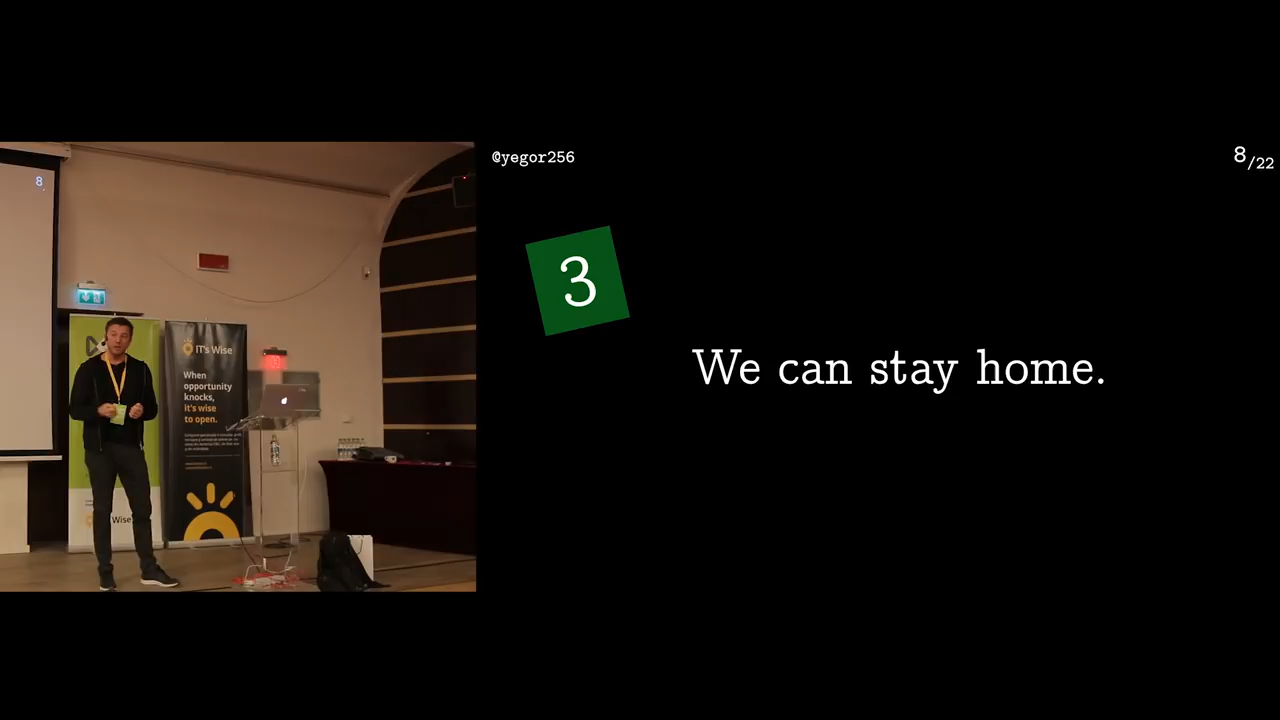 @yegor256
8/22
3
We can stay home.
8
IT's Wise
When
opportunity
knocks,
it's wise
to open.
Wise